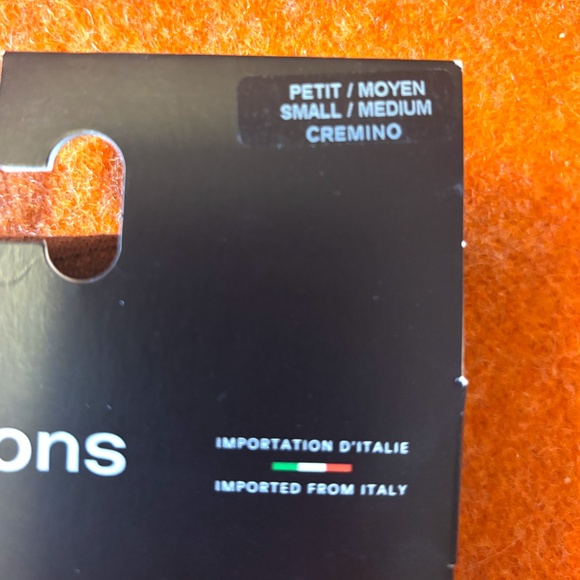 PETIT / MOYEN
SMALL / MEDIUM
CREMINO
ons
IMPORTATION D'ITALIE
IMPORTED FROM ITALY